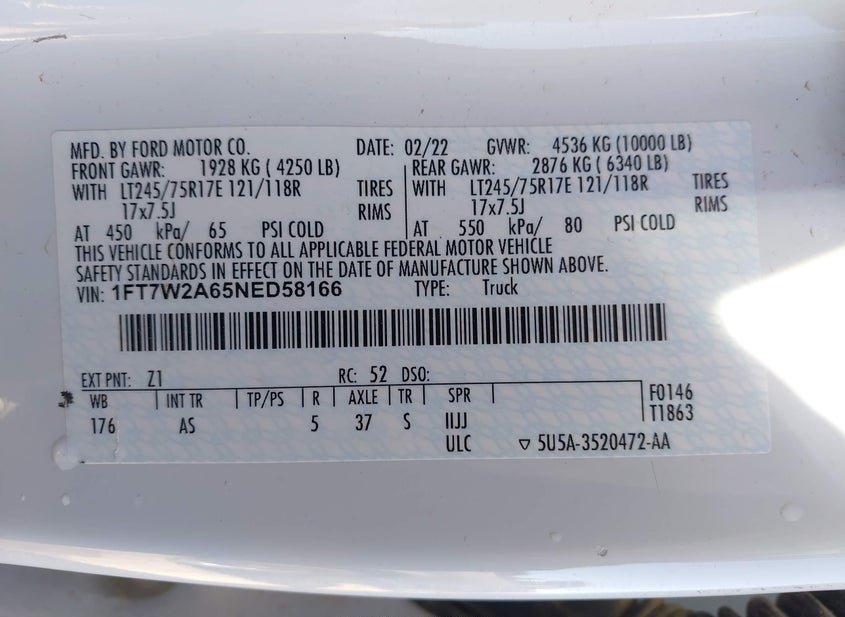 MFD. BY FORD MOTOR CO. DATE: 02/22 GVWR: 4536 KG (10000 LB)
FRONT GAWR: 1928 KG ( 4250 LB) REAR GAWR: 2876 KG ( 6340 LB)
WITH LT245/75R17E 121/118R TIRES WITH LT245/75R17E 121/118R TIRES
17x7.5J RIMS 17x7.5J RIMS
AT 450 kPa/ 65 PSI COLD AT 550 kPa/ 80 PSI COLD
THIS VEHICLE CONFORMS TO ALL APPLICABLE FEDERAL MOTOR VEHICLE
SAFETY STANDARDS IN EFFECT ON THE DATE OF MANUFACTURE SHOWN ABOVE.
VIN: 1FT7W2A65NED58166 TYPE: Truck
EXT PNT: Z1 RC: 52 DSO:
WB INT TR TP/PS R AXLE TR SPR F0146
176 AS 5 37 S IIJJ T1863
ULC ▽ 5U5A-3520472-AA